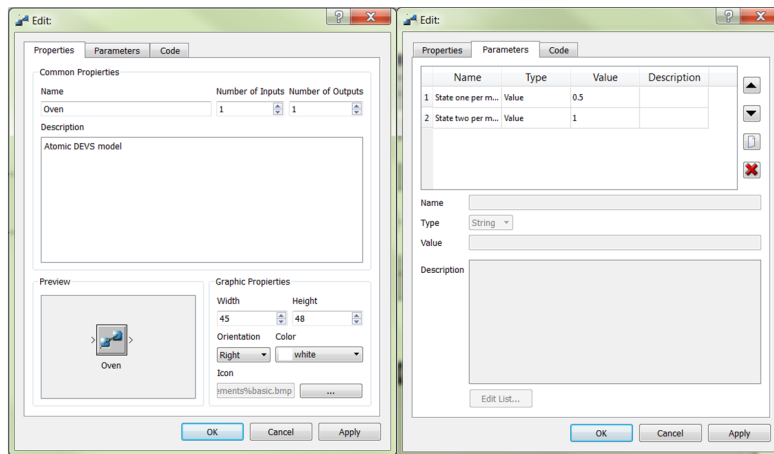 Edit:
Properties Parameters Code
Common Propierties
Name Number of Inputs Number of Outputs
Oven 1 1
Description
Atomic DEVS model
Preview
Oven
Graphic Propierties
Width Height
45 48
Orientation Color
Right white
Icon
ements%basic.bmp ...
OK Cancel Apply
Edit:
Properties Parameters Code
Name Type Value Description
1 State one per m... Value 0.5
2 State two per m... Value 1
Name
Type String
Value
Description
Edit List...
OK Cancel Apply